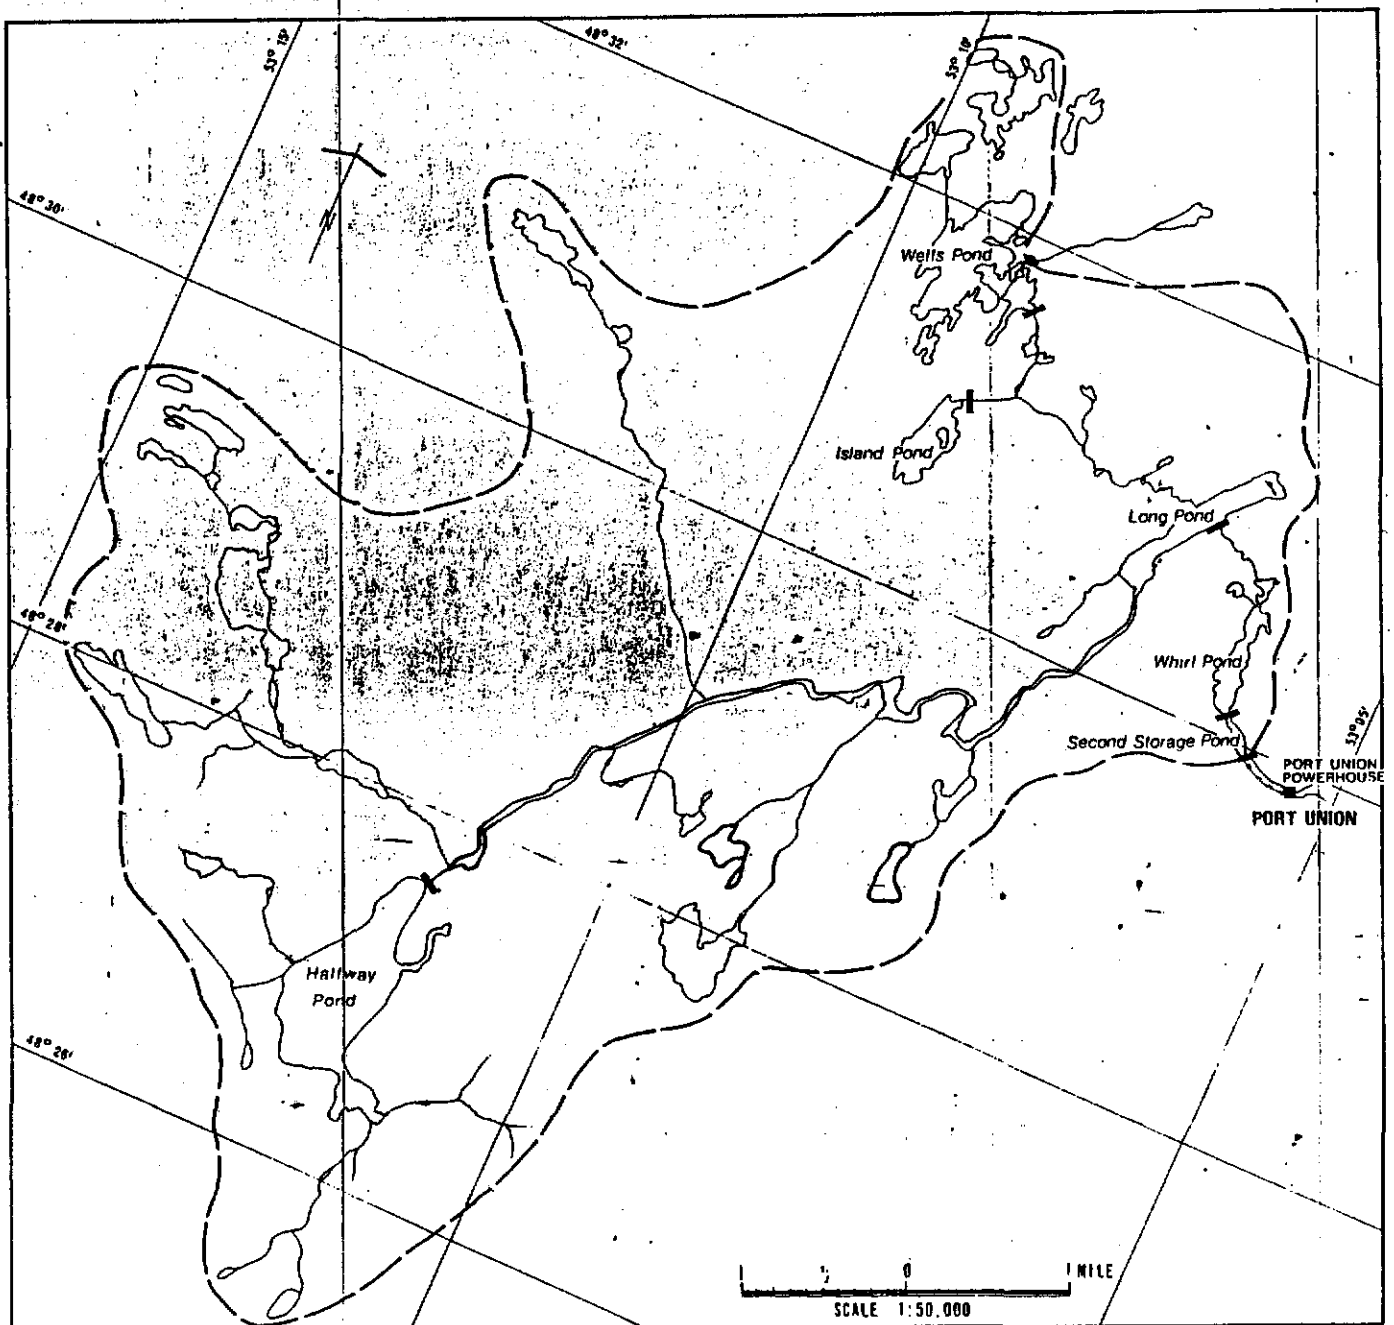 53° 15'
48° 32'
53° 10'
48° 30'
N
Wells Pond
Island Pond
Long Pond
48° 28'
Whirl Pond
Second Storage Pond
53° 05'
PORT UNION
POWERHOUSE
PORT UNION
Halfway
Pond
48° 26'
1 ½ 0 1 MILE
SCALE 1:50,000